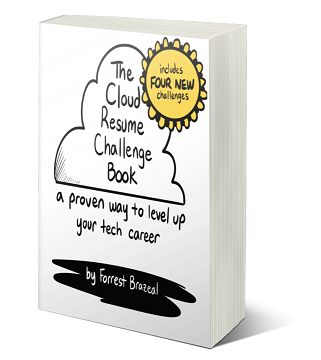 The
Cloud
Resume
Challenge
Book
includes
FOUR NEW
challenges
a proven way to level up
your tech career
by Forrest Brazeal